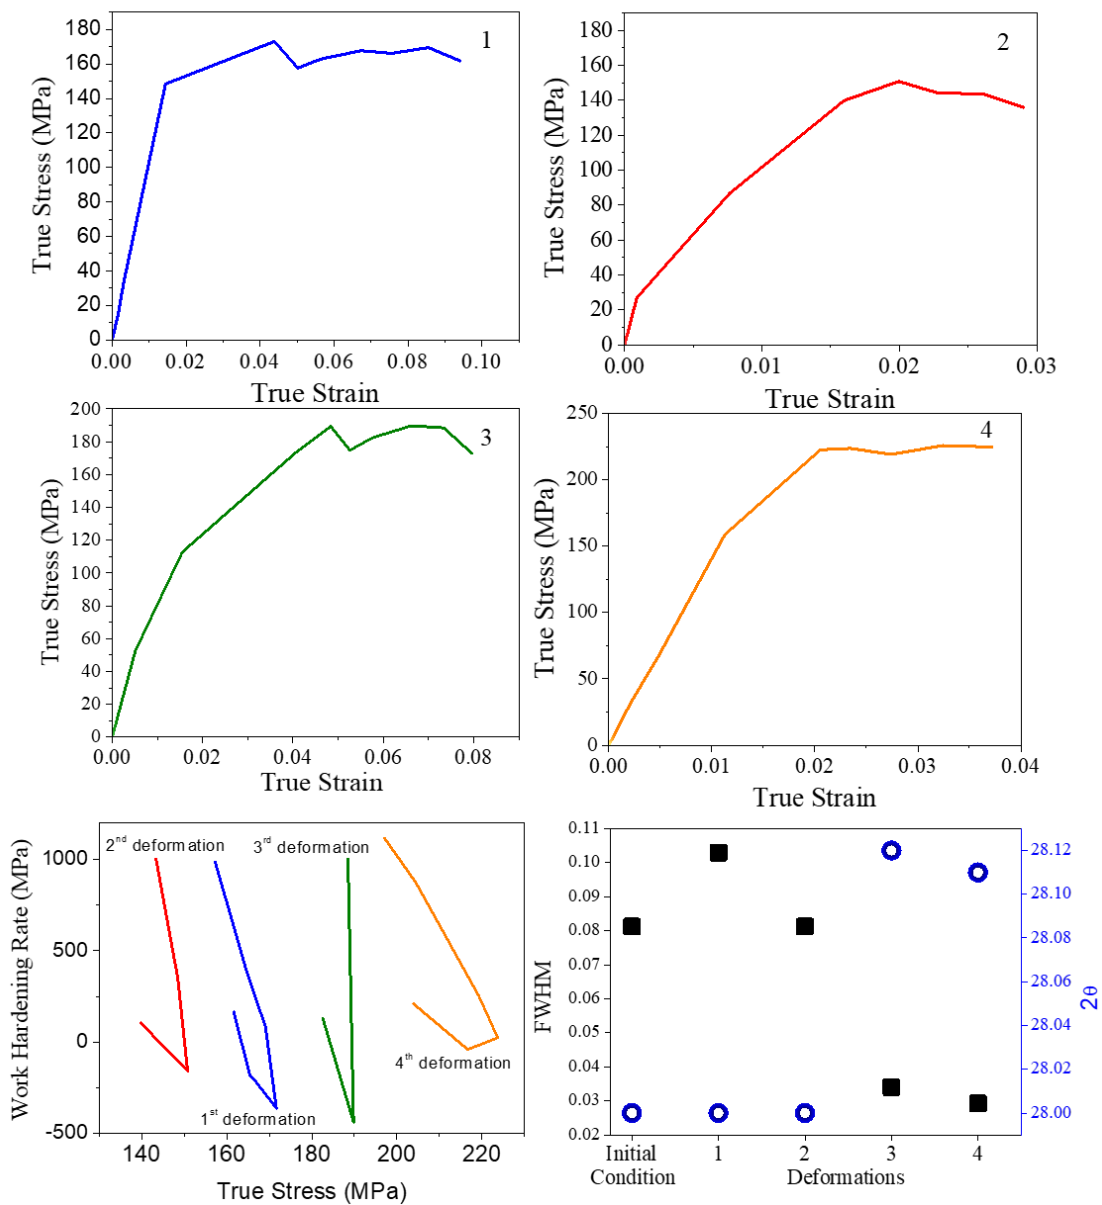 180
160
140
120
100
80
60
40
20
0
True Stress (MPa)
1
0.00 0.02 0.04 0.06 0.08 0.10
True Strain
180
160
140
120
100
80
60
40
20
0
True Stress (MPa)
2
0.00 0.01 0.02 0.03
True Strain
200
180
160
140
120
100
80
60
40
20
0
True Stress (MPa)
3
0.00 0.02 0.04 0.06 0.08
True Strain
250
200
150
100
50
0
True Stress (MPa)
4
0.00 0.01 0.02 0.03 0.04
True Strain
1000
500
0
-500
Work Hardening Rate (MPa)
2nd deformation
3rd deformation
4th deformation
1st deformation
140 160 180 200 220
True Stress (MPa)
0.11
0.10
0.09
0.08
0.07
0.06
0.05
0.04
0.03
0.02
FWHM
28.12
28.10
28.08
28.06
28.04
28.02
28.00
2θ
Initial 1 2 3 4
Condition Deformations